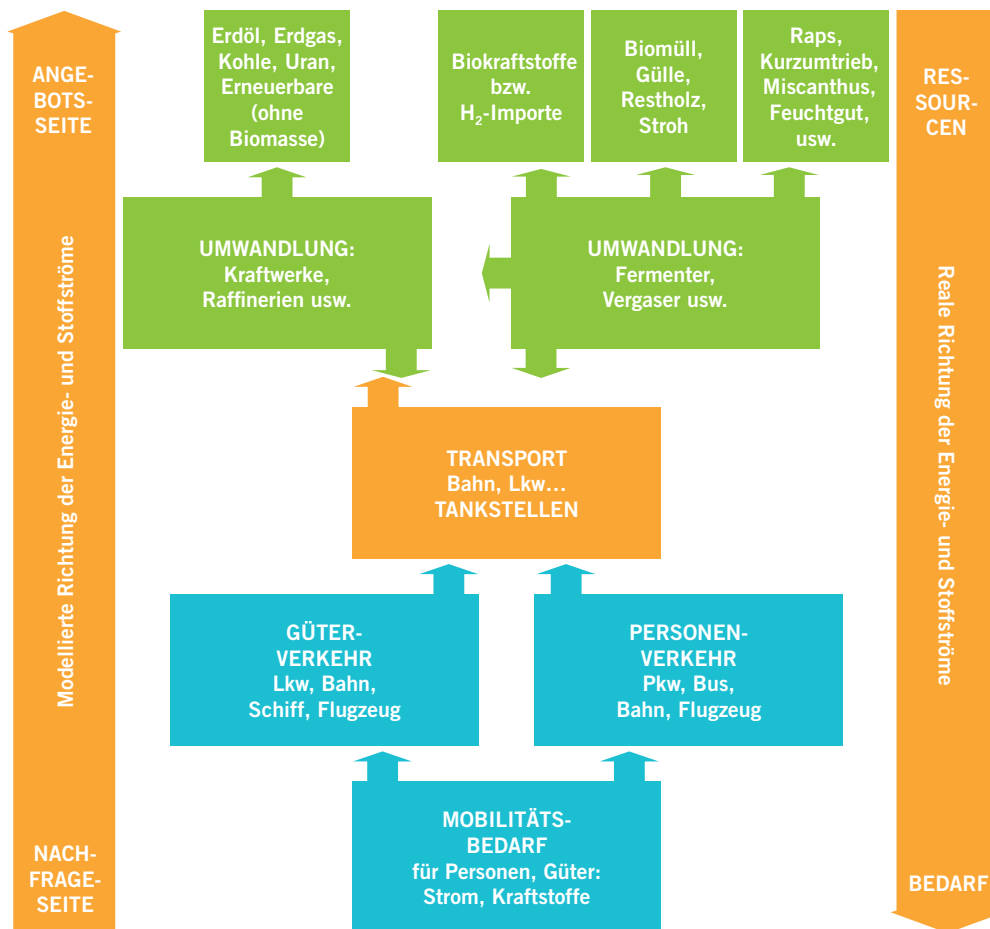 ANGE-
BOTS-
SEITE
Modellierte Richtung der Energie- und Stoffströme
NACH-
FRAGE-
SEITE
Erdöl, Erdgas,
Kohle, Uran,
Erneuerbare
(ohne
Biomasse)
Biokraftstoffe
bzw.
H₂-Importe
Biomüll,
Gülle,
Restholz,
Stroh
Raps,
Kurzumtrieb,
Miscanthus,
Feuchtgut,
usw.
UMWANDLUNG:
Kraftwerke,
Raffinerien usw.
UMWANDLUNG:
Fermenter,
Vergaser usw.
TRANSPORT
Bahn, Lkw...
TANKSTELLEN
GÜTER-
VERKEHR
Lkw, Bahn,
Schiff, Flugzeug
PERSONEN-
VERKEHR
Pkw, Bus,
Bahn, Flugzeug
MOBILITÄTS-
BEDARF
für Personen, Güter:
Strom, Kraftstoffe
RES-
SOUR-
CEN
Reale Richtung der Energie- und Stoffströme
BEDARF